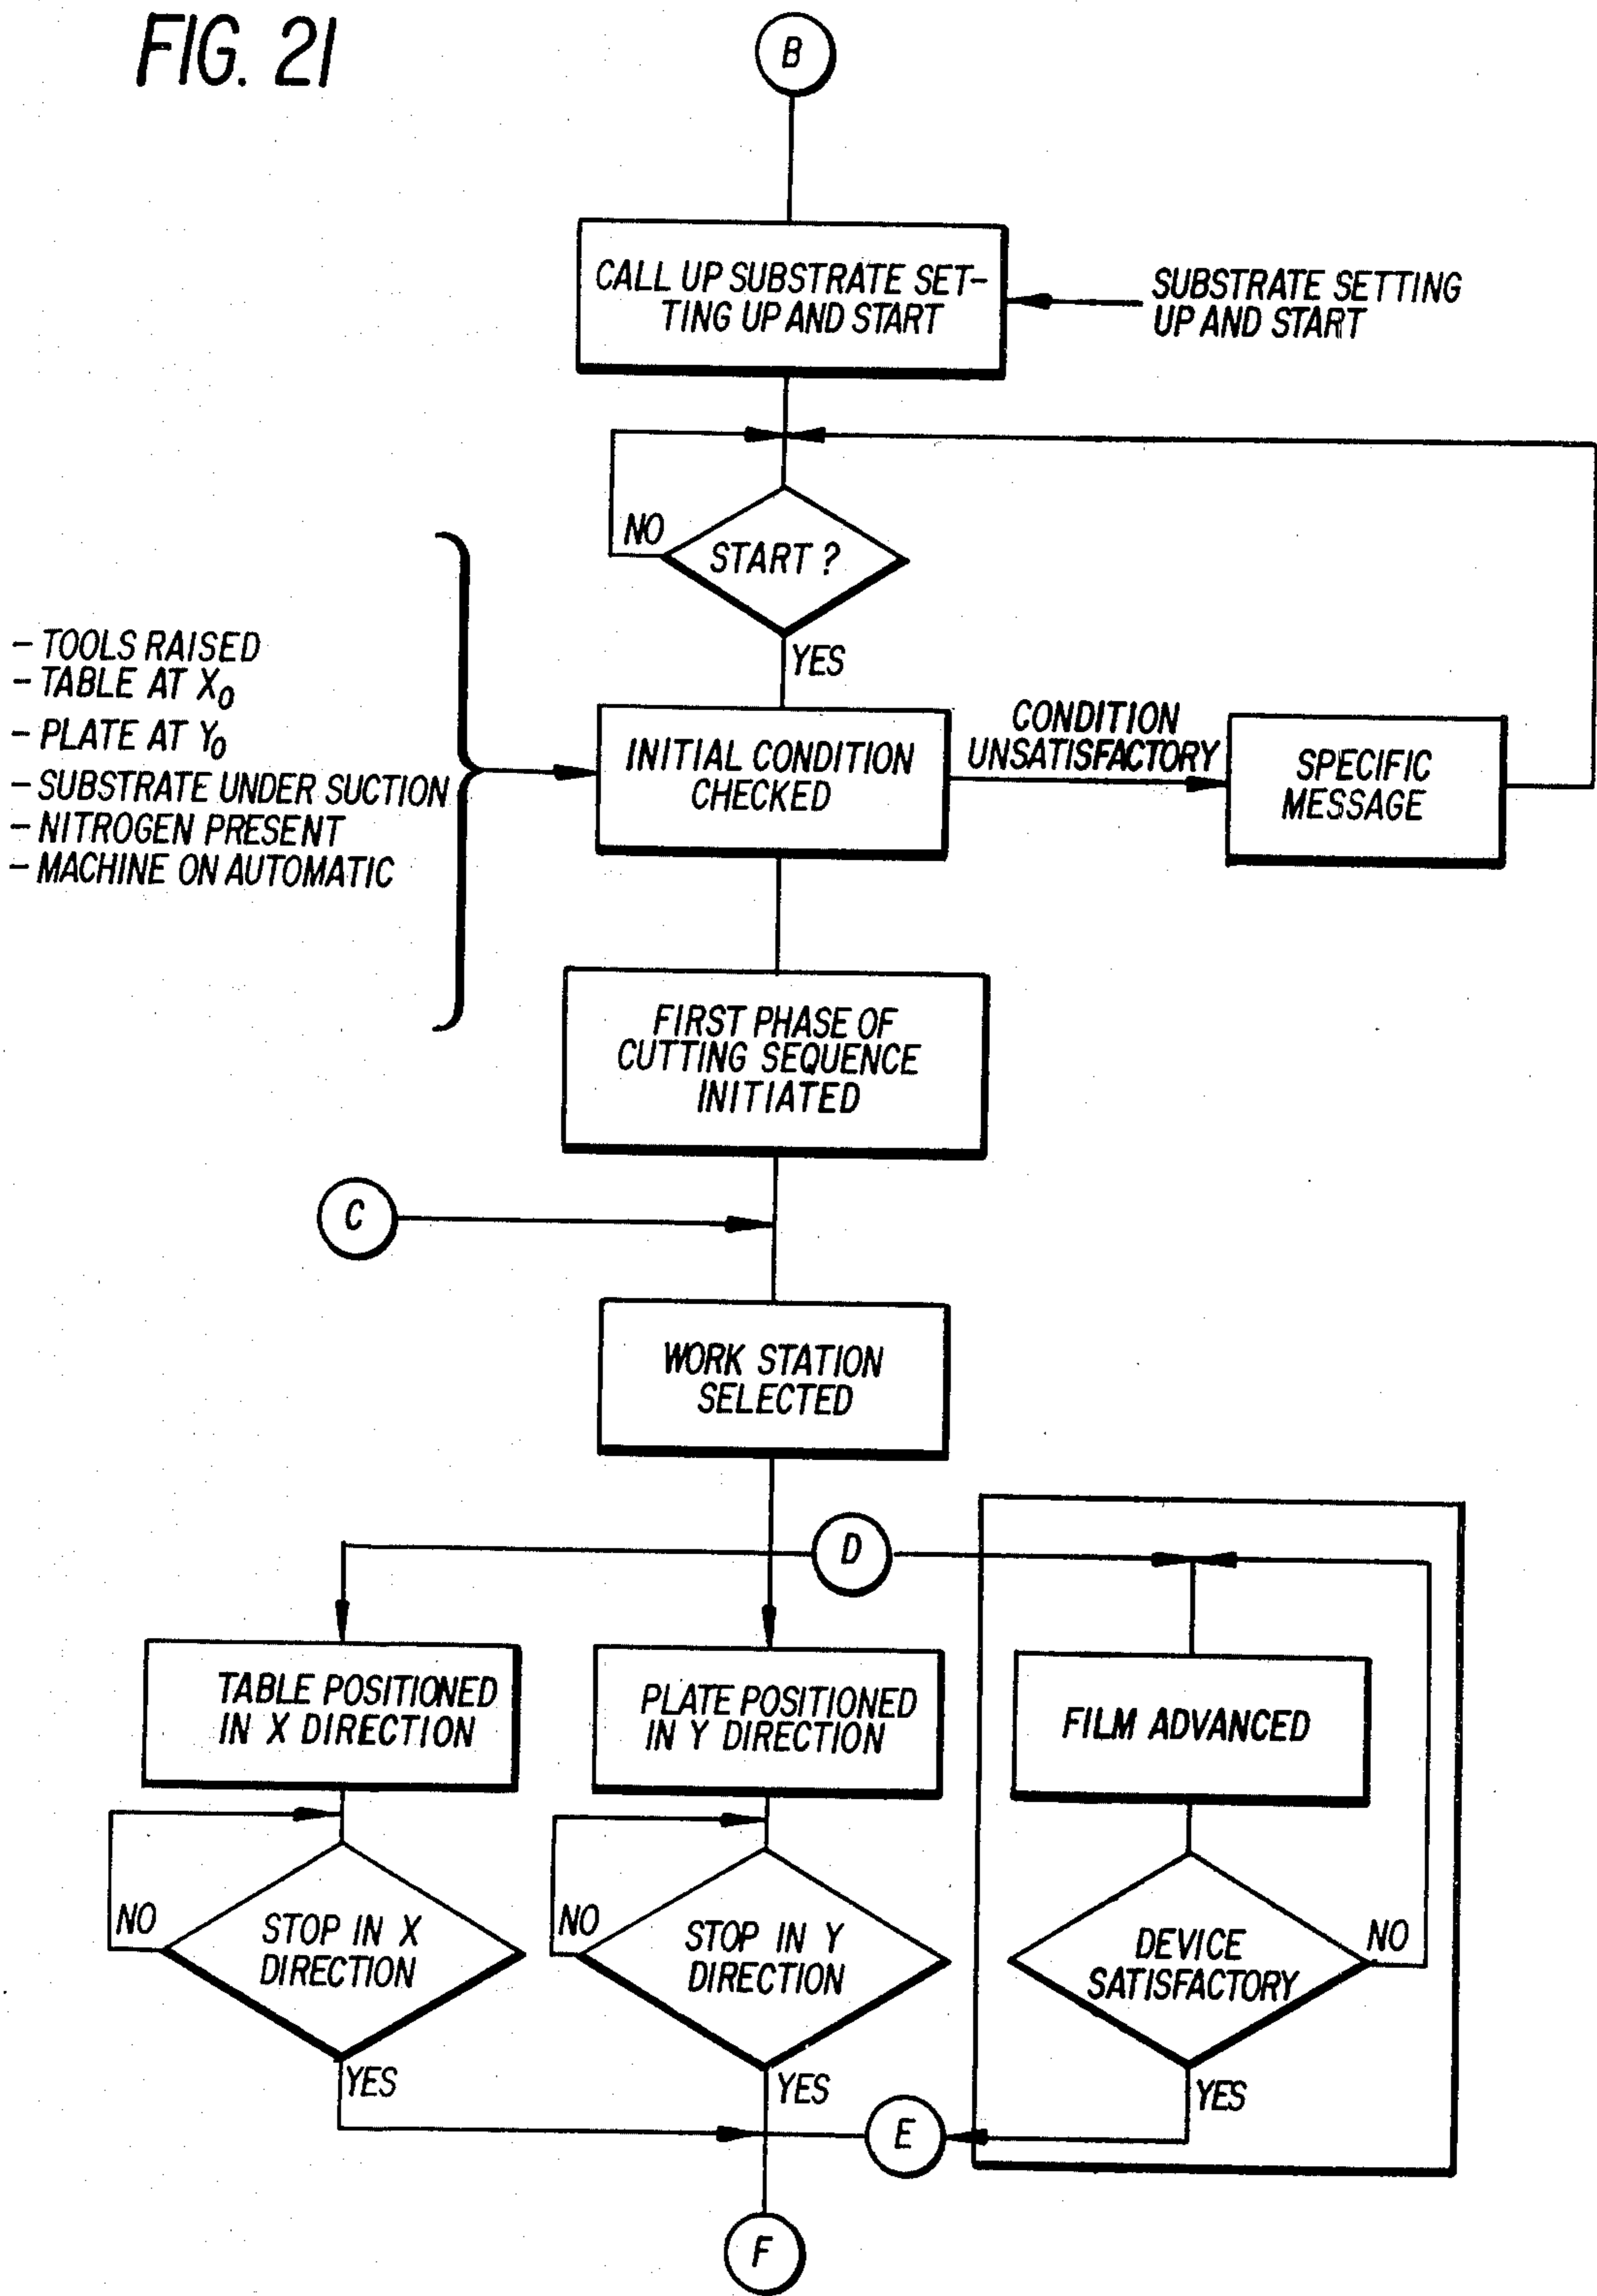 FIG. 21
B
CALL UP SUBSTRATE SET-
TING UP AND START
SUBSTRATE SETTING
UP AND START
NO
START ?
YES
- TOOLS RAISED
- TABLE AT X0
- PLATE AT Y0
- SUBSTRATE UNDER SUCTION
- NITROGEN PRESENT
- MACHINE ON AUTOMATIC
INITIAL CONDITION
CHECKED
CONDITION
UNSATISFACTORY
SPECIFIC
MESSAGE
FIRST PHASE OF
CUTTING SEQUENCE
INITIATED
C
WORK STATION
SELECTED
D
TABLE POSITIONED
IN X DIRECTION
PLATE POSITIONED
IN Y DIRECTION
FILM ADVANCED
NO
STOP IN X
DIRECTION
YES
NO
STOP IN Y
DIRECTION
YES
DEVICE
SATISFACTORY
NO
YES
E
F